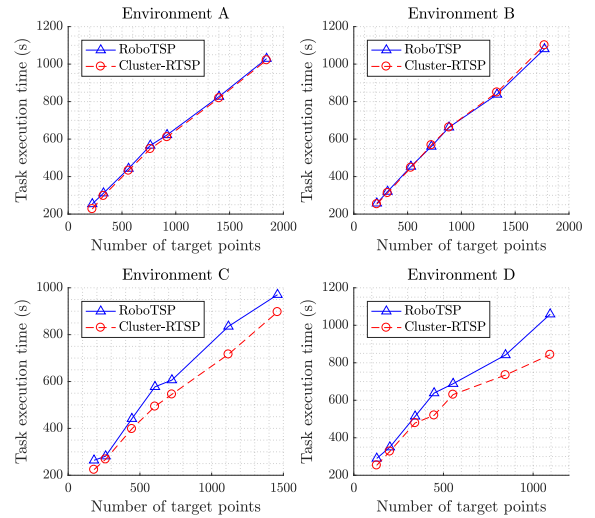 Environment A
Task execution time (s)
1200
1000
800
600
400
200
RoboTSP
Cluster-RTSP
0
500
1000
1500
2000
Number of target points
Environment B
Task execution time (s)
1200
1000
800
600
400
200
RoboTSP
Cluster-RTSP
0
500
1000
1500
2000
Number of target points
Environment C
Task execution time (s)
1000
800
600
400
200
RoboTSP
Cluster-RTSP
0
500
1000
1500
Number of target points
Environment D
Task execution time (s)
1200
1000
800
600
400
200
RoboTSP
Cluster-RTSP
0
500
1000
Number of target points